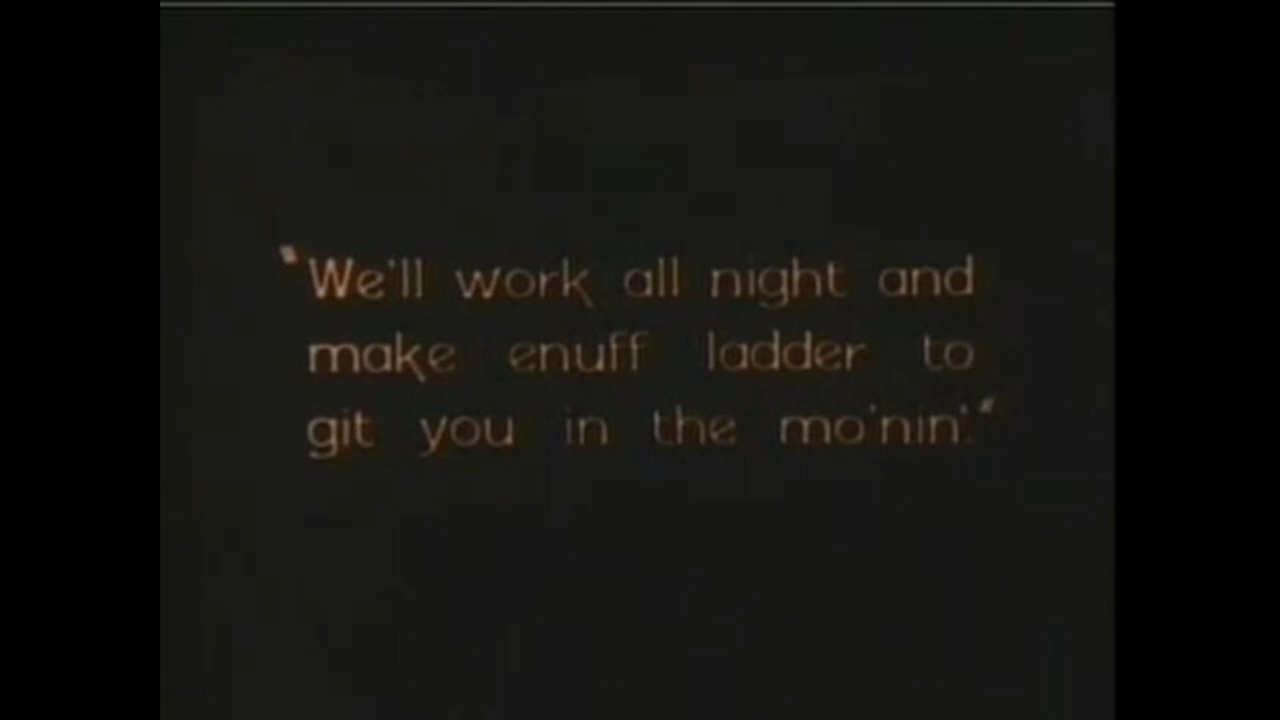 "We'll work all night and
make enuff ladder to
git you in the mo'nin'."